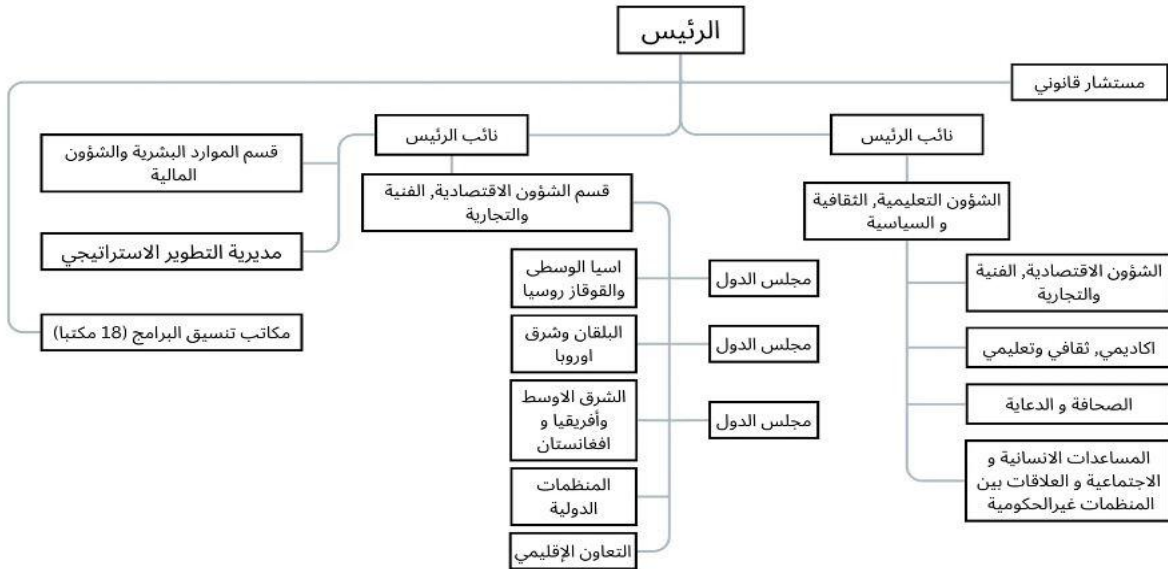 الرئيس
مستشار قانوني
نائب الرئيس
نائب الرئيس
قسم الموارد البشرية والشؤون
المالية
قسم الشؤون الاقتصادية, الفنية
والتجارية
الشؤون التعليمية, الثقافية
و السياسية
مديرية التطوير الاستراتيجي
مكاتب تنسيق البرامج (18 مكتبا)
اسيا الوسطى
والقوقاز روسيا
مجلس الدول
البلقان وشرق
اوروبا
مجلس الدول
الشرق الاوسط
وأفريقيا و
افغانستان
مجلس الدول
المنظمات
الدولية
التعاون الإقليمي
الشؤون الاقتصادية, الفنية
والتجارية
اكاديمي, ثقافي وتعليمي
الصحافة و الدعاية
المساعدات الانسانية و
الاجتماعية و العلاقات بين
المنظمات غيرالحكومية